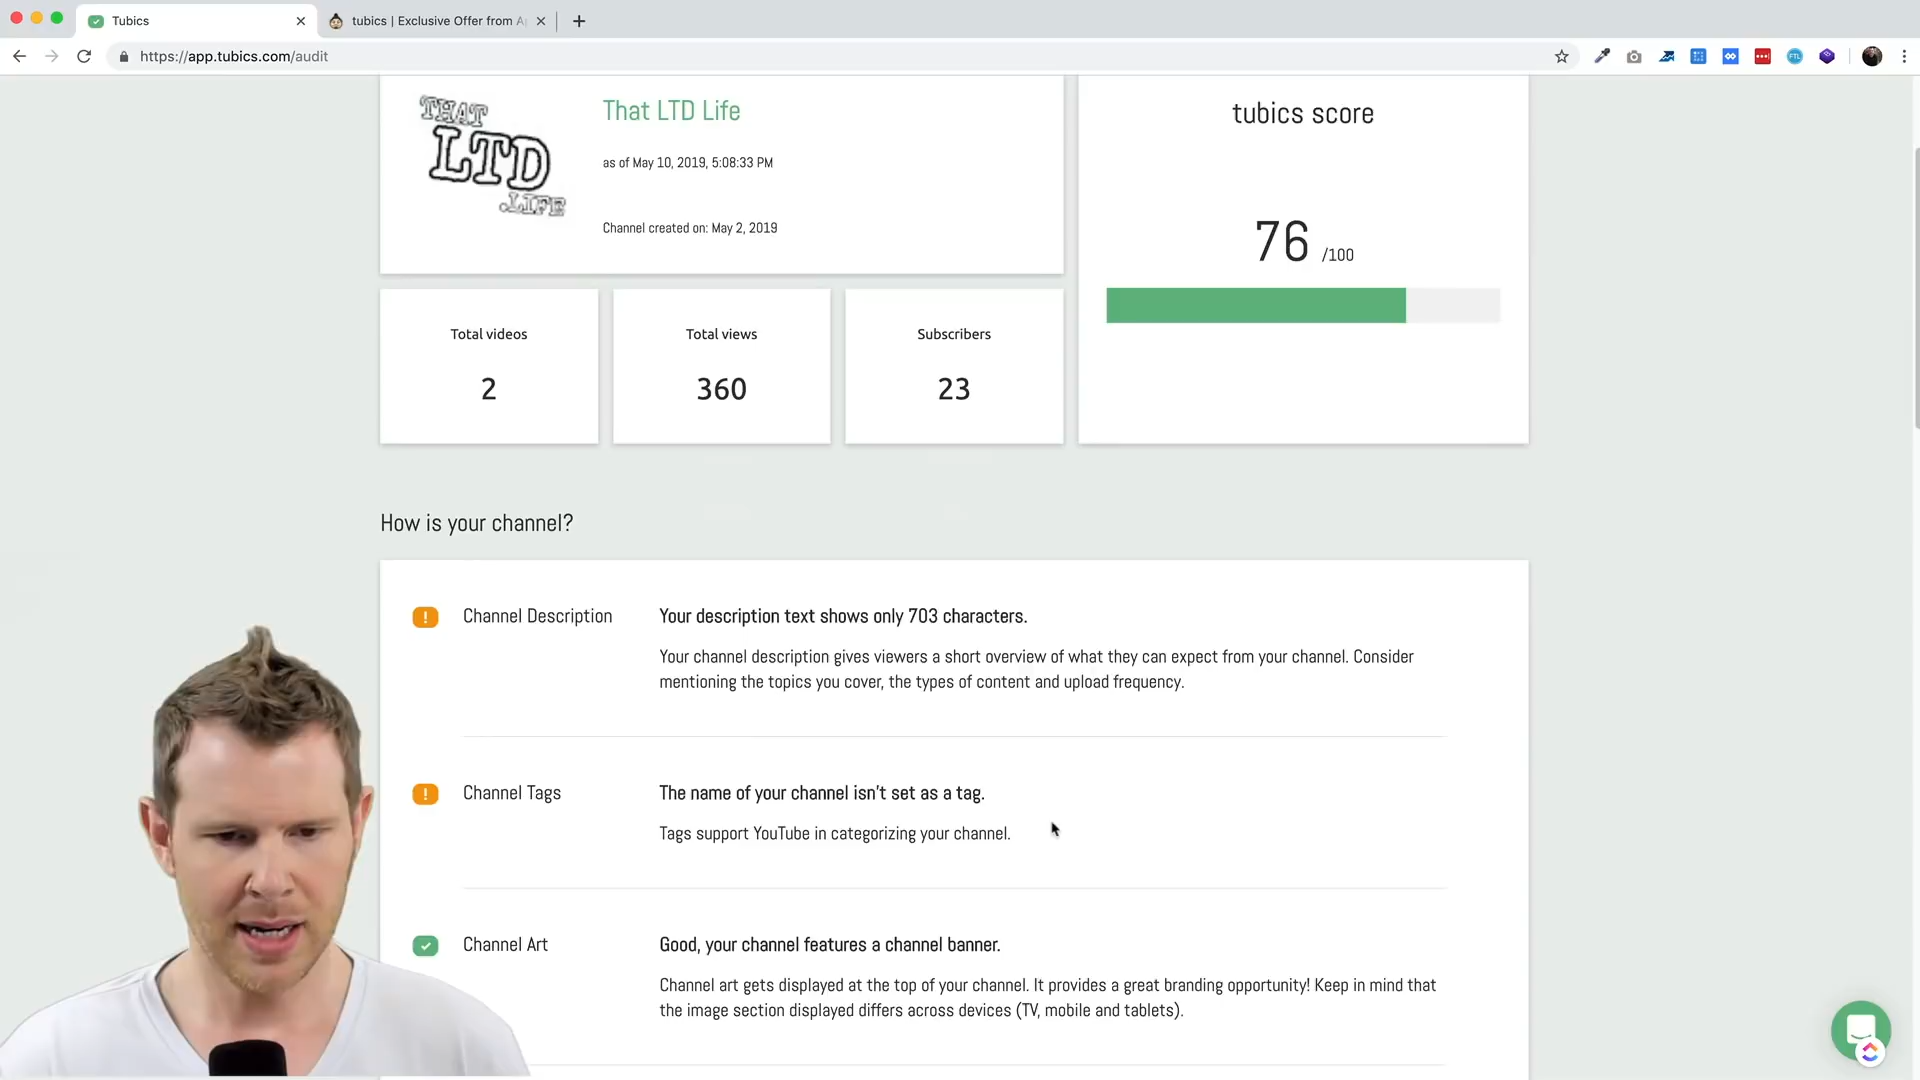 Tubics
tubics | Exclusive Offer from A
https://app.tubics.com/audit
FTL
THAT
LTD
.LIFE
That LTD Life
as of May 10, 2019, 5:08:33 PM
Channel created on: May 2, 2019
tubics score
76 /100
Total videos
2
Total views
360
Subscribers
23
How is your channel?
Channel Description
Your description text shows only 703 characters.
Your channel description gives viewers a short overview of what they can expect from your channel. Consider
mentioning the topics you cover, the types of content and upload frequency.
Channel Tags
The name of your channel isn't set as a tag.
Tags support YouTube in categorizing your channel.
Channel Art
Good, your channel features a channel banner.
Channel art gets displayed at the top of your channel. It provides a great branding opportunity! Keep in mind that
the image section displayed differs across devices (TV, mobile and tablets).